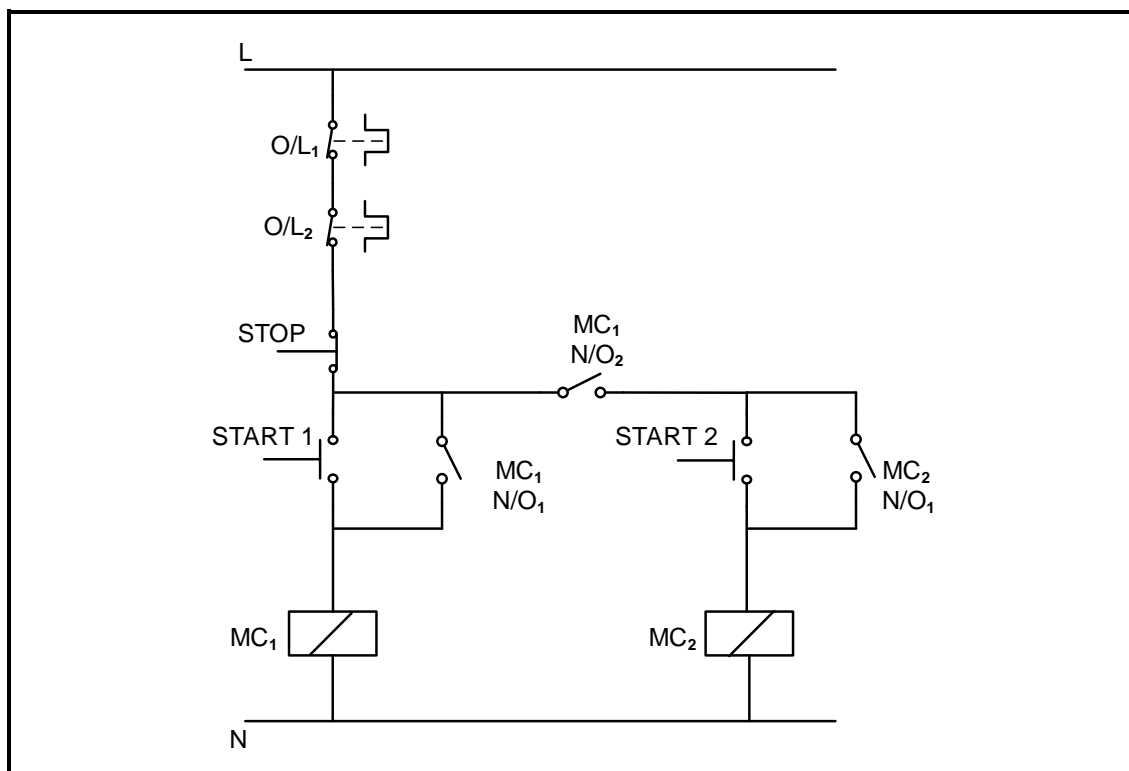 L
O/L₁
O/L₂
STOP
MC₁
N/O₂
START 1
MC₁
N/O₁
START 2
MC₂
N/O₁
MC₁
MC₂
N